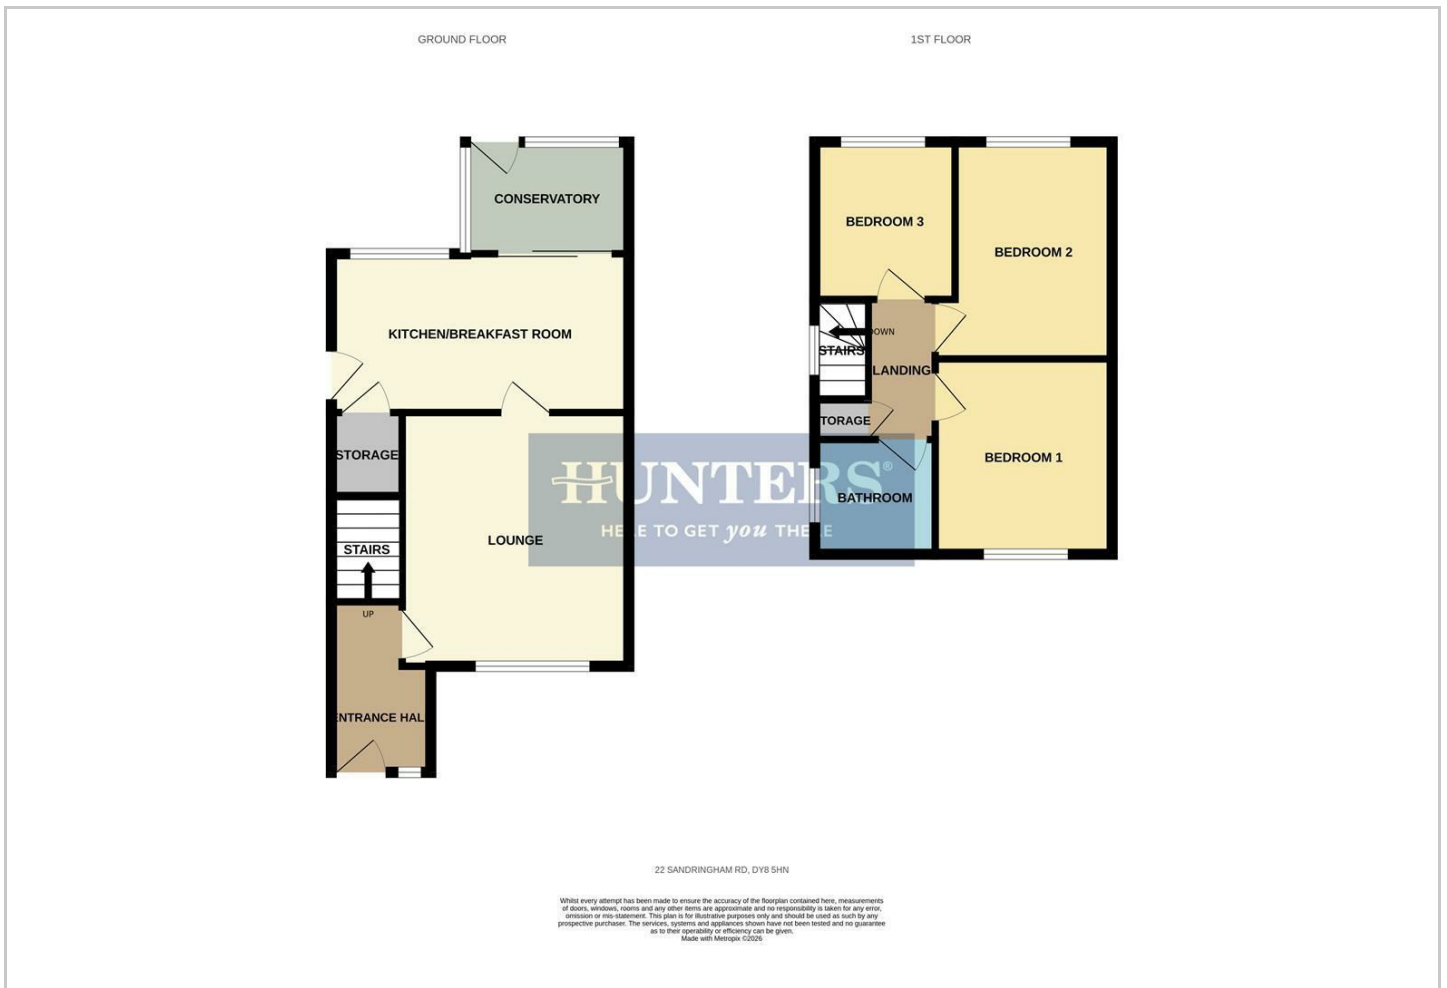 GROUND FLOOR
1ST FLOOR
CONSERVATORY
KITCHEN/BREAKFAST ROOM
STORAGE
STAIRS
UP
LOUNGE
ENTRANCE HAL
BEDROOM 3
BEDROOM 2
DOWN
STAIRS
LANDING
TORAGE
BEDROOM 1
BATHROOM
HUNTERS®
HERE TO GET you THERE
22 SANDRINGHAM RD, DY8 5HN
Whilst every attempt has been made to ensure the accuracy of the floorplan contained here, measurements
of doors, windows, rooms and any other items are approximate and no responsibility is taken for any error,
omission or mis-statement. This plan is for illustrative purposes only and should be used as such by any
prospective purchaser. The services, systems and appliances shown have not been tested and no guarantee
as to their operability or efficiency can be given.
Made with Metropix ©2026